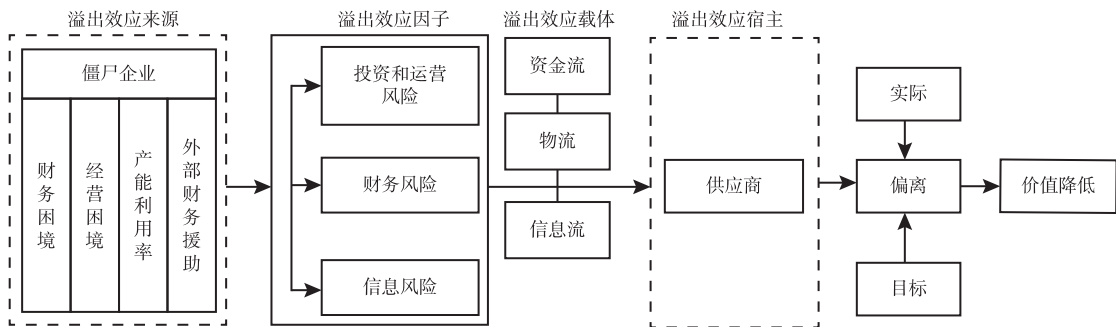 溢出效应来源
溢出效应因子
溢出效应载体
溢出效应宿主
僵尸企业
财务困境
经营困境
产能利用率
外部财务援助
投资和运营
风险
财务风险
信息风险
资金流
物流
信息流
供应商
实际
偏离
目标
价值降低